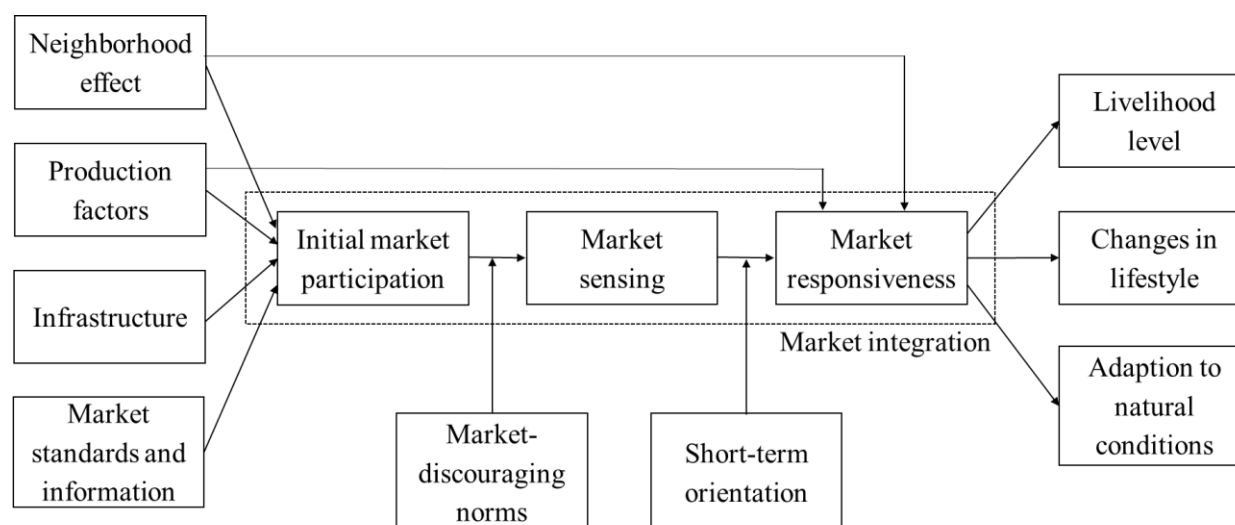 Neighborhood
effect
Production
factors
Infrastructure
Market
standards and
information
Initial market
participation
Market
sensing
Market
responsiveness
Market integration
Market-
discouraging
norms
Short-term
orientation
Livelihood
level
Changes in
lifestyle
Adaption to
natural
conditions